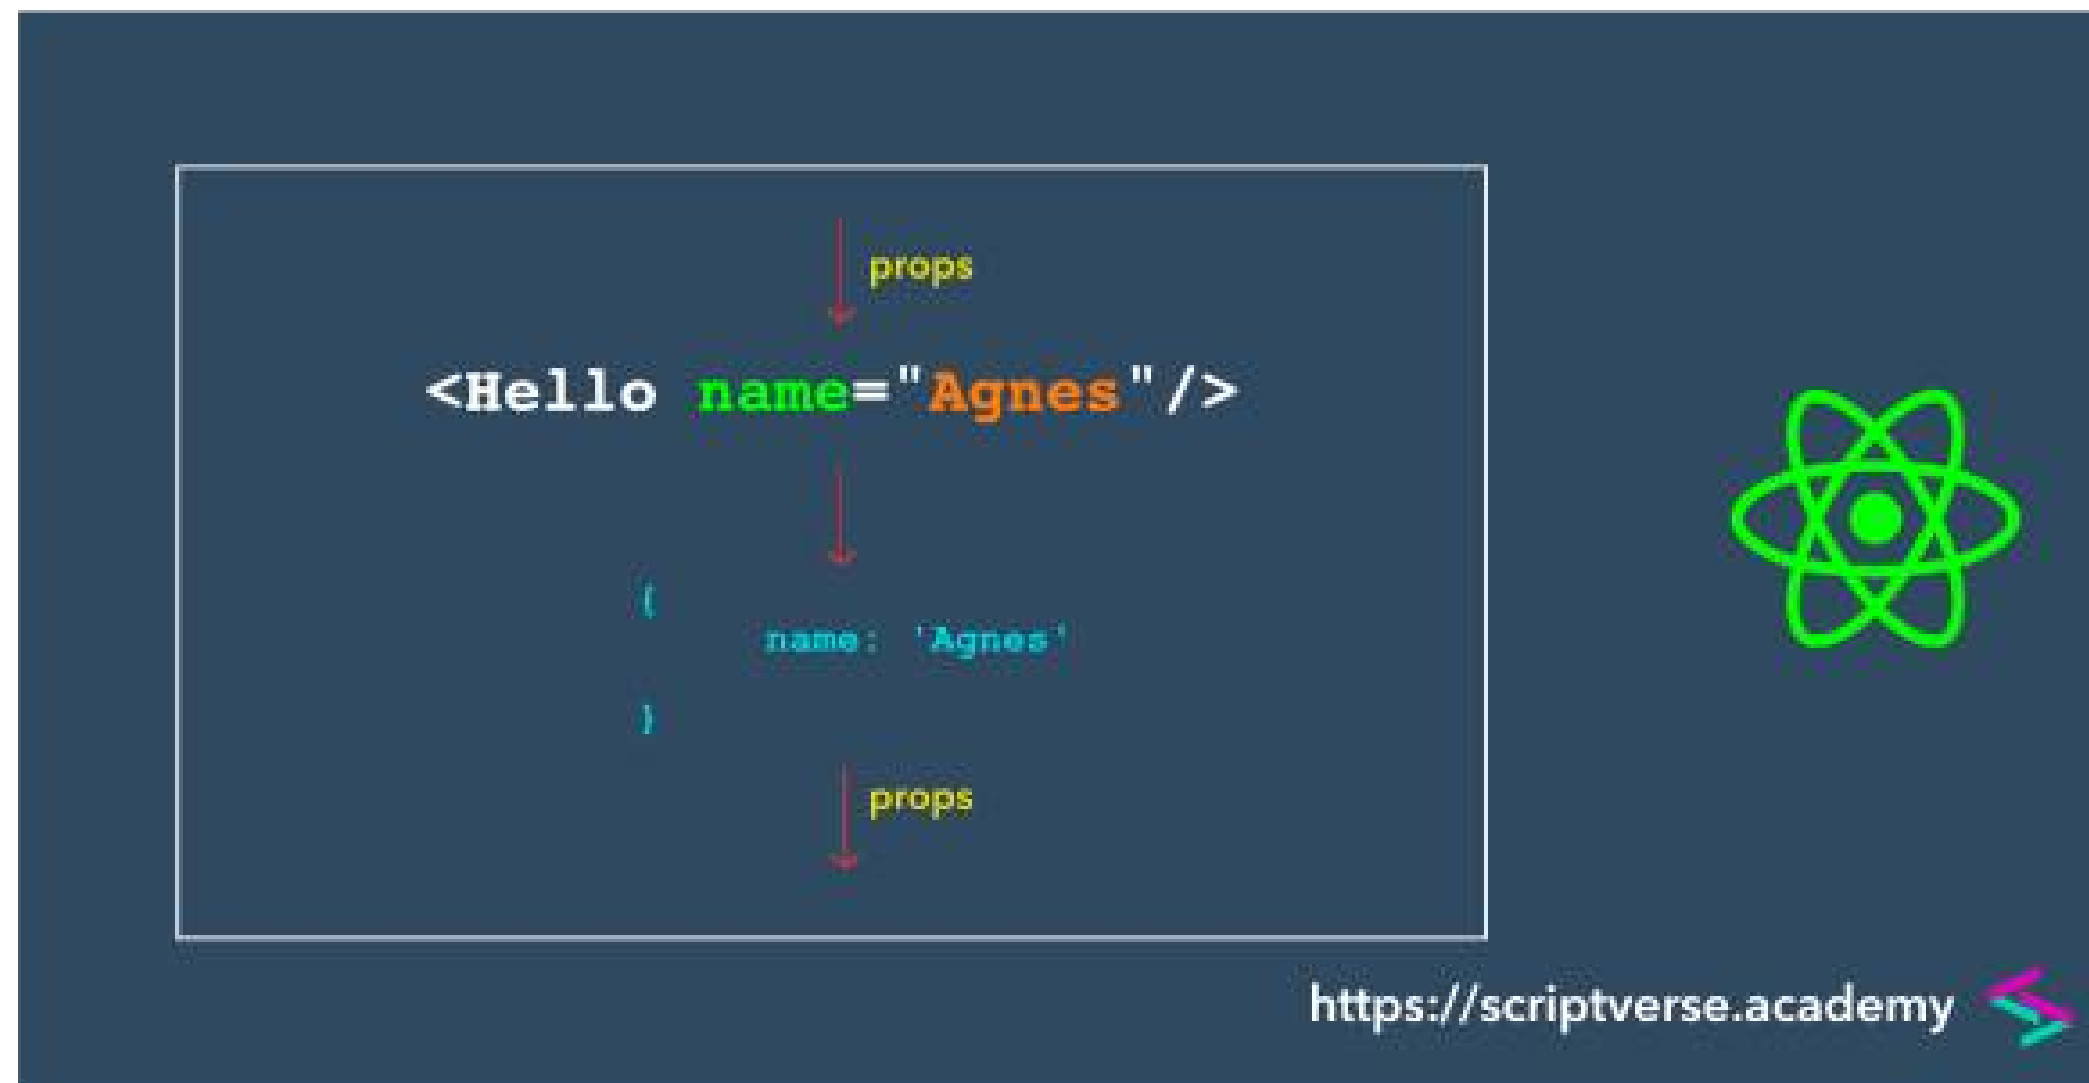 props
<Hello name="Agnes"/>
{
name: 'Agnes'
}
props
https://scriptverse.academy